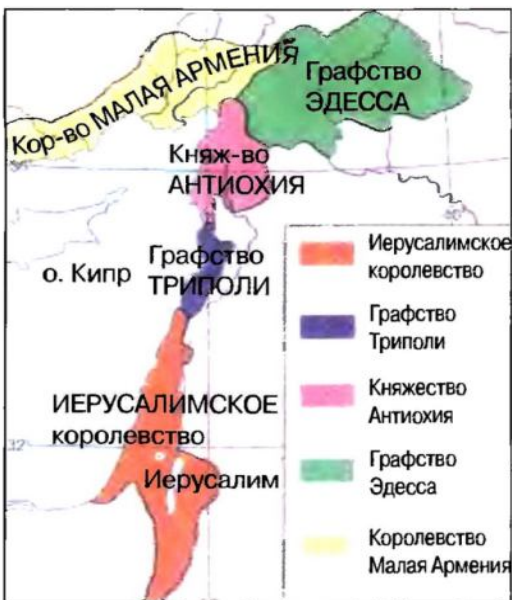 Кор-во МАЛАЯ АРМЕНИЯ
Графство
ЭДЕССА
Княж-во
АНТИОХИЯ
о. Кипр
Графство
ТРИПОЛИ
ИЕРУСАЛИМСКОЕ
королевство
32
Иерусалим
Иерусалимское
королевство
Графство
Триполи
Княжество
Антиохия
Графство
Эдесса
Королевство
Малая Армения